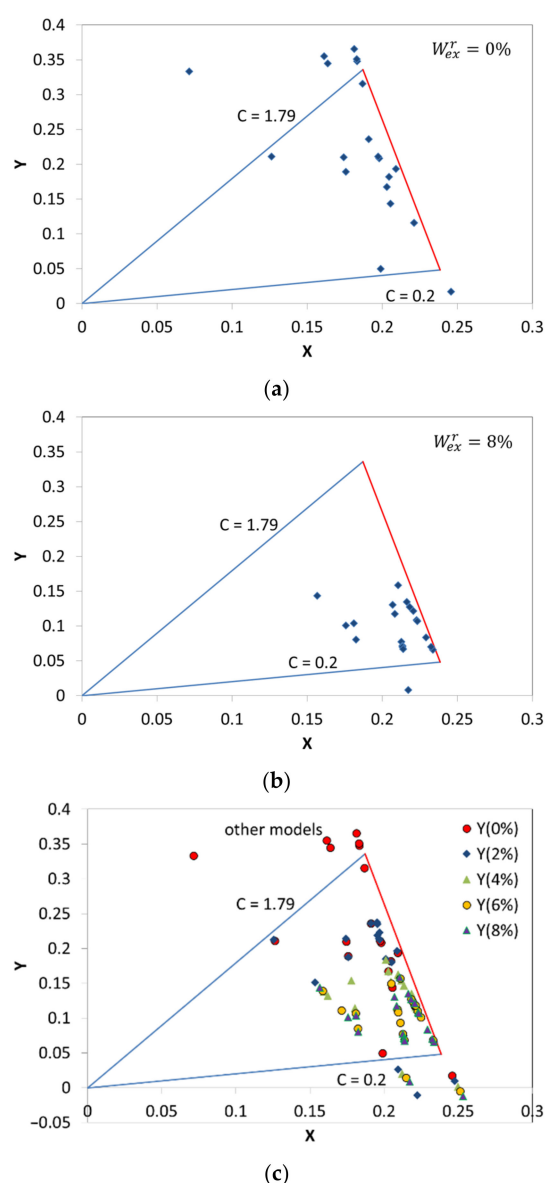 0.4
W_ex^r = 0%
0.35
0.3
C = 1.79
0.25
Y
0.2
0.15
0.1
0.05
C = 0.2
0
0 0.05 0.1 0.15 0.2 0.25 0.3
X
(a)
0.4
W_ex^r = 8%
0.35
0.3
0.25
C = 1.79
Y
0.2
0.15
0.1
0.05
C = 0.2
0
0 0.05 0.1 0.15 0.2 0.25 0.3
X
(b)
0.4
other models
Y(0%)
0.35
Y(2%)
0.3
Y(4%)
C = 1.79
Y(6%)
0.25
Y(8%)
Y
0.2
0.15
0.1
0.05
C = 0.2
0
0 0.05 0.1 0.15 0.2 0.25 0.3
−0.05
X
(c)